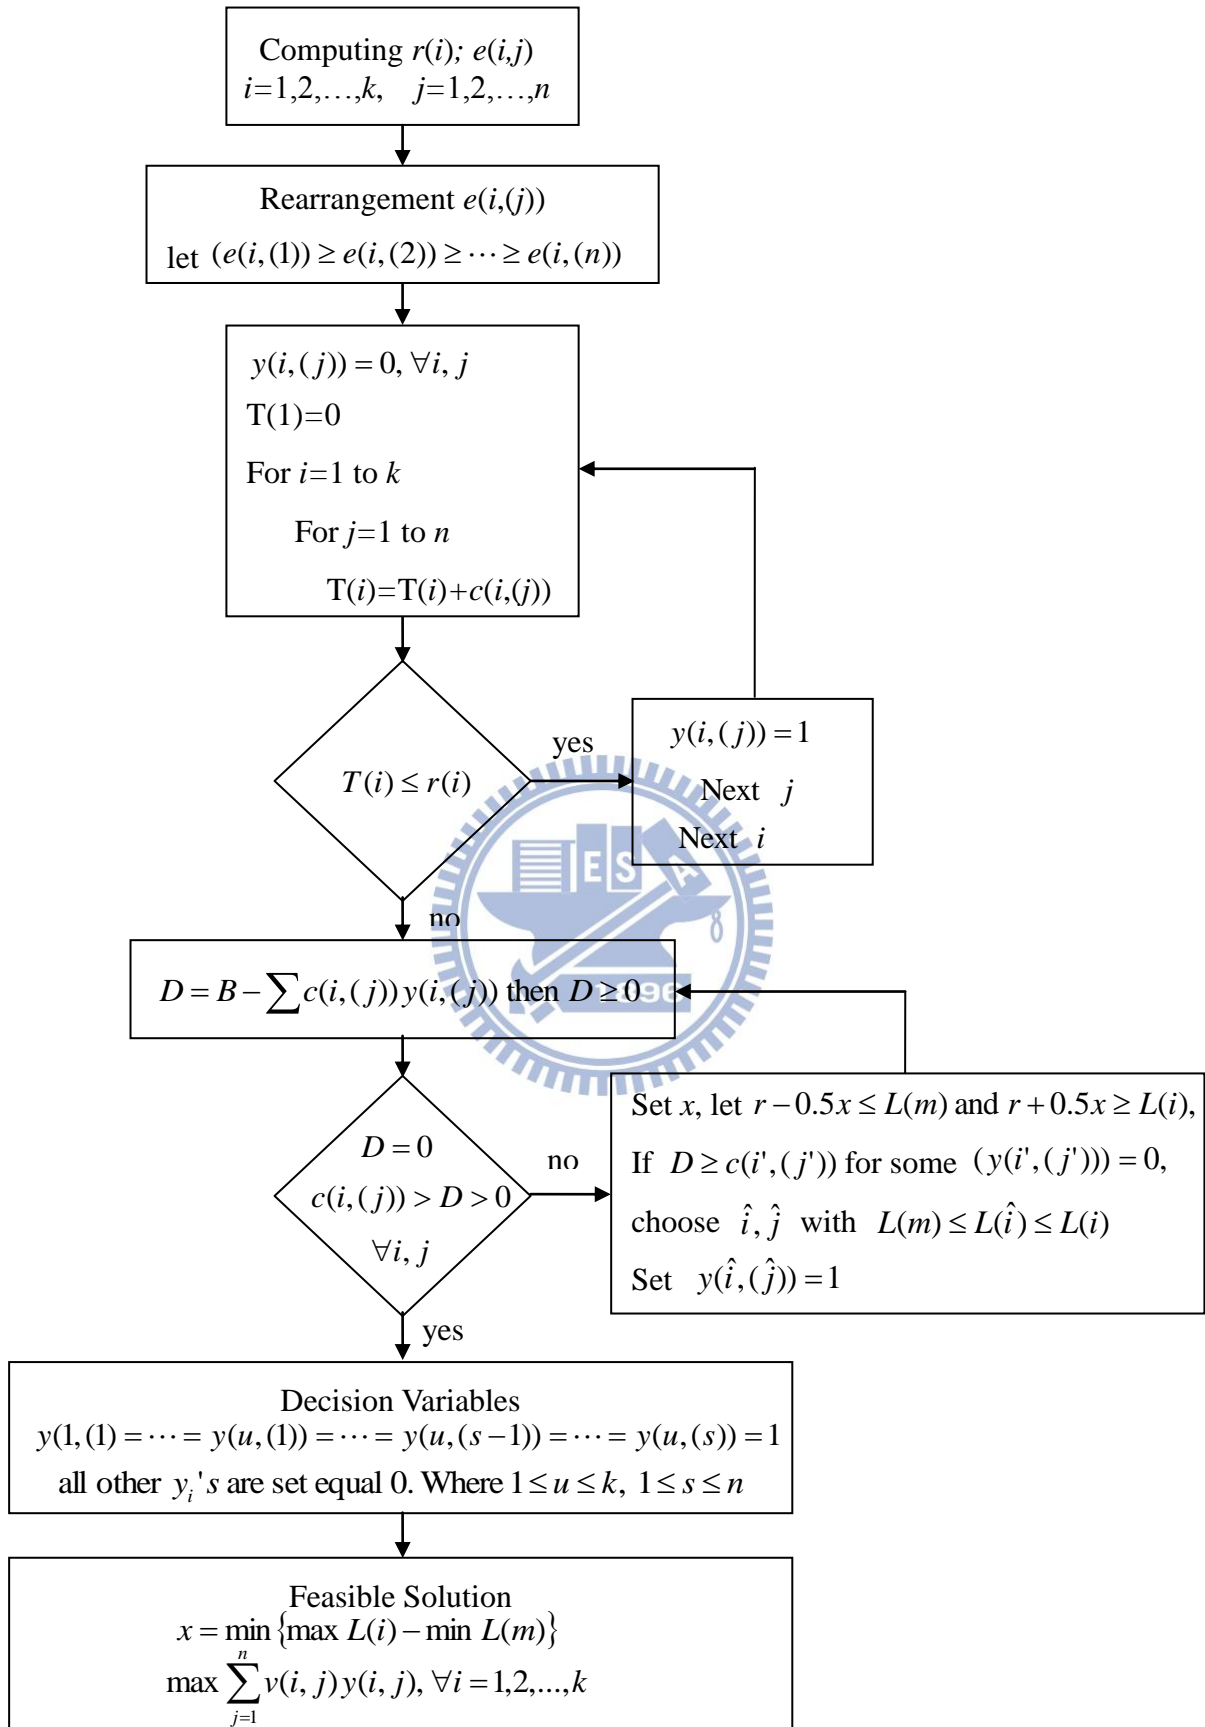 Computing r(i); e(i,j)
i=1,2,…,k, j=1,2,…,n
Rearrangement e(i,(j))
let (e(i,(1)) ≥ e(i,(2)) ≥ ⋯ ≥ e(i,(n))
y(i,(j)) = 0, ∀i, j
T(1)=0
For i=1 to k
For j=1 to n
T(i)=T(i)+c(i,(j))
T(i) ≤ r(i)
yes
y(i,(j)) = 1
Next j
Next i
no
E S A
1896
D = B − ∑ c(i,(j)) y(i,(j)) then D ≥ 0
D = 0
c(i,(j)) > D > 0
∀i, j
no
Set x, let r − 0.5x ≤ L(m) and r + 0.5x ≥ L(i),
If D ≥ c(i',(j')) for some (y(i',(j'))) = 0,
choose î, ĵ with L(m) ≤ L(î) ≤ L(i)
Set y(î,(ĵ)) = 1
yes
Decision Variables
y(1,(1) = ⋯ = y(u,(1)) = ⋯ = y(u,(s−1)) = ⋯ = y(u,(s)) = 1
all other y_i's are set equal 0. Where 1 ≤ u ≤ k, 1 ≤ s ≤ n
Feasible Solution
x = min {max L(i) − min L(m)}
max ∑_{j=1}^{n} v(i, j) y(i, j), ∀i = 1,2,...,k